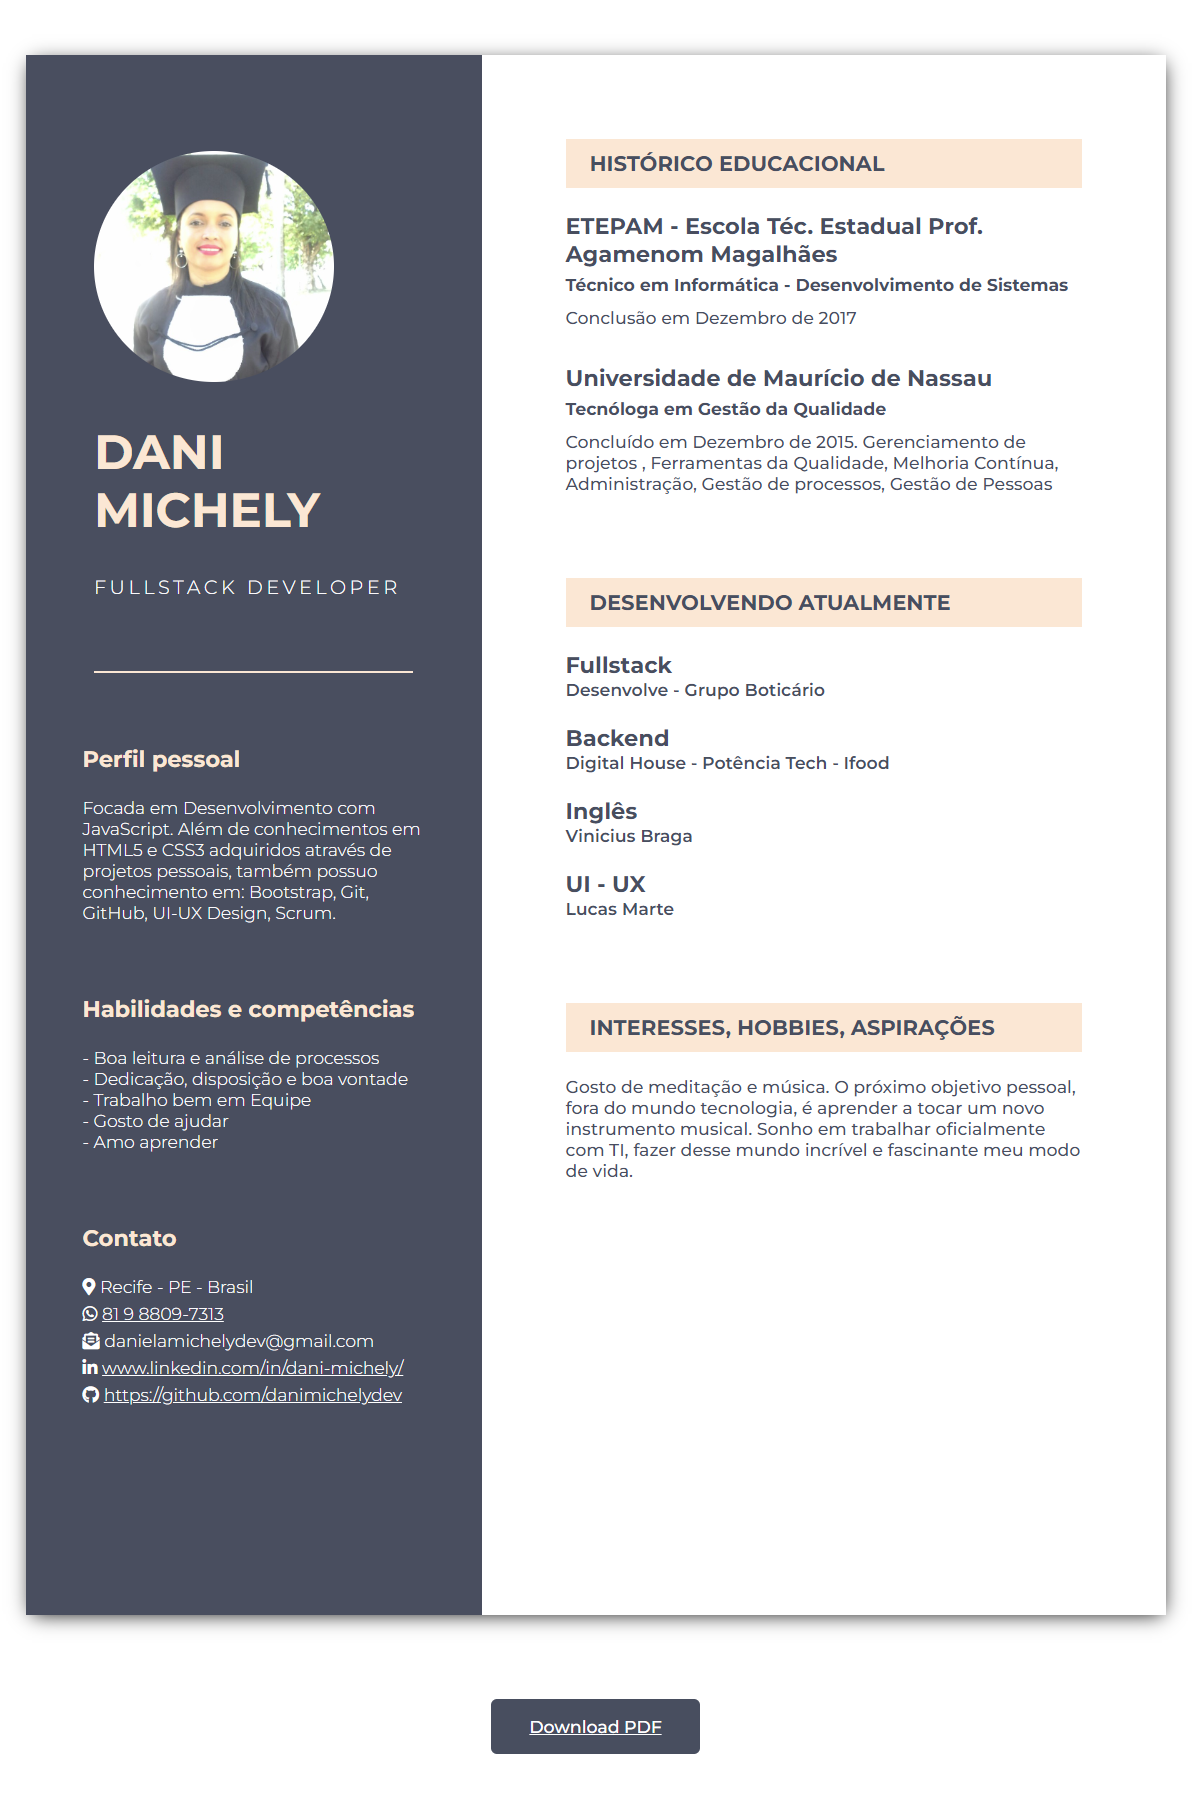 DANI
MICHELY
FULLSTACK DEVELOPER
Perfil pessoal
Focada em Desenvolvimento com
JavaScript. Além de conhecimentos em
HTML5 e CSS3 adquiridos através de
projetos pessoais, também possuo
conhecimento em: Bootstrap, Git,
GitHub, UI-UX Design, Scrum.
Habilidades e competências
- Boa leitura e análise de processos
- Dedicação, disposição e boa vontade
- Trabalho bem em Equipe
- Gosto de ajudar
- Amo aprender
Contato
Recife - PE - Brasil
81 9 8809-7313
danielamichelydev@gmail.com
www.linkedin.com/in/dani-michely/
https://github.com/danimichelydev
HISTÓRICO EDUCACIONAL
ETEPAM - Escola Téc. Estadual Prof.
Agamenom Magalhães
Técnico em Informática - Desenvolvimento de Sistemas
Conclusão em Dezembro de 2017
Universidade de Maurício de Nassau
Tecnóloga em Gestão da Qualidade
Concluído em Dezembro de 2015. Gerenciamento de
projetos , Ferramentas da Qualidade, Melhoria Contínua,
Administração, Gestão de processos, Gestão de Pessoas
DESENVOLVENDO ATUALMENTE
Fullstack
Desenvolve - Grupo Boticário
Backend
Digital House - Potência Tech - Ifood
Inglês
Vinicius Braga
UI - UX
Lucas Marte
INTERESSES, HOBBIES, ASPIRAÇÕES
Gosto de meditação e música. O próximo objetivo pessoal,
fora do mundo tecnologia, é aprender a tocar um novo
instrumento musical. Sonho em trabalhar oficialmente
com TI, fazer desse mundo incrível e fascinante meu modo
de vida.
Download PDF